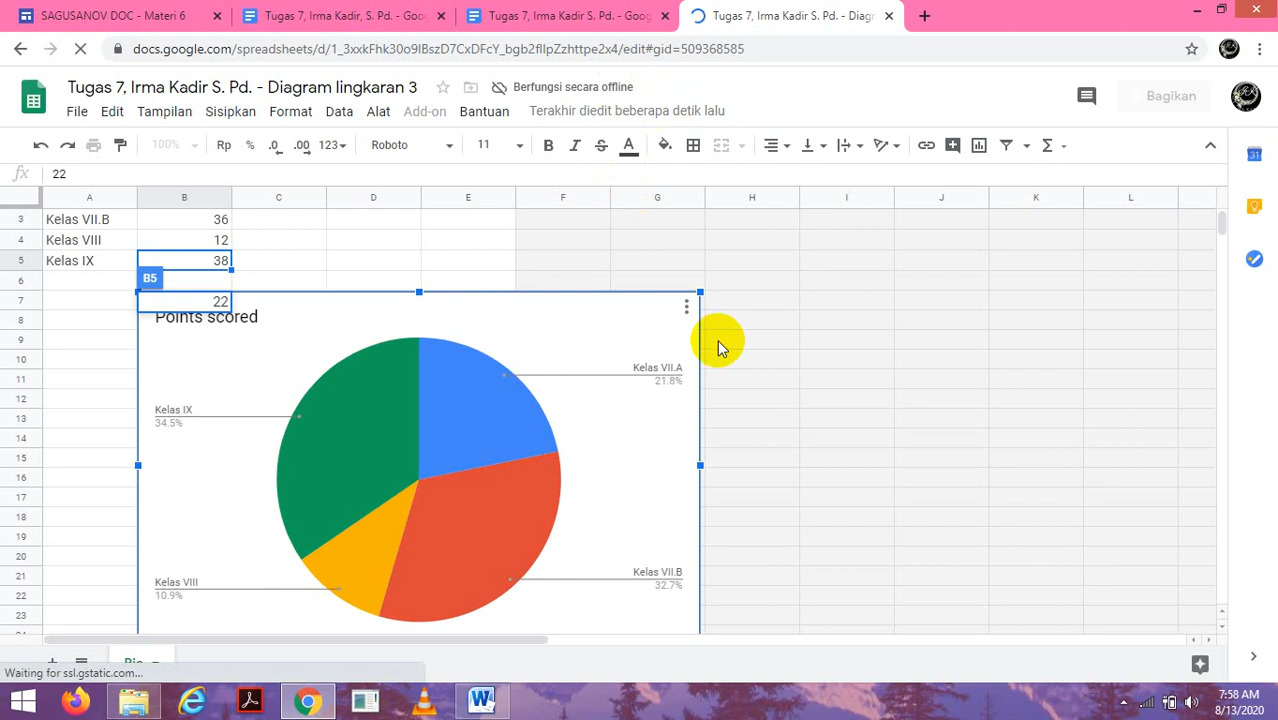 SAGUSANOV DOC - Materi 6
Tugas 7, Irma Kadir, S. Pd. - Goog
Tugas 7, Irma Kadir, S. Pd. - Goog
Tugas 7, Irma Kadir S. Pd. - Diagr
docs.google.com/spreadsheets/d/1_3xxkFhk30o9IBszD7CxDFcY_bgb2fIlpZzhttpe2x4/edit#gid=509368585
Tugas 7, Irma Kadir S. Pd. - Diagram lingkaran 3
Berfungsi secara offline
Bagikan
File Edit Tampilan Sisipkan Format Data Alat Add-on Bantuan
Terakhir diedit beberapa detik lalu
100% Rp % .0 .00 123 Roboto 11 B I S A Σ
fx 22
A B C D E F G H I J K L
3 Kelas VII.B 36
4 Kelas VIII 12
5 Kelas IX 38
6 B5
7 22
8 Points scored
9
10 Kelas VII.A
11 21.8%
12 Kelas IX
13 34.5%
14
15
16
17
18
19
20
21 Kelas VII.B
22 Kelas VIII 32.7%
23 10.9%
31
Waiting for ssl.gstatic.com...
7:58 AM
8/13/2020